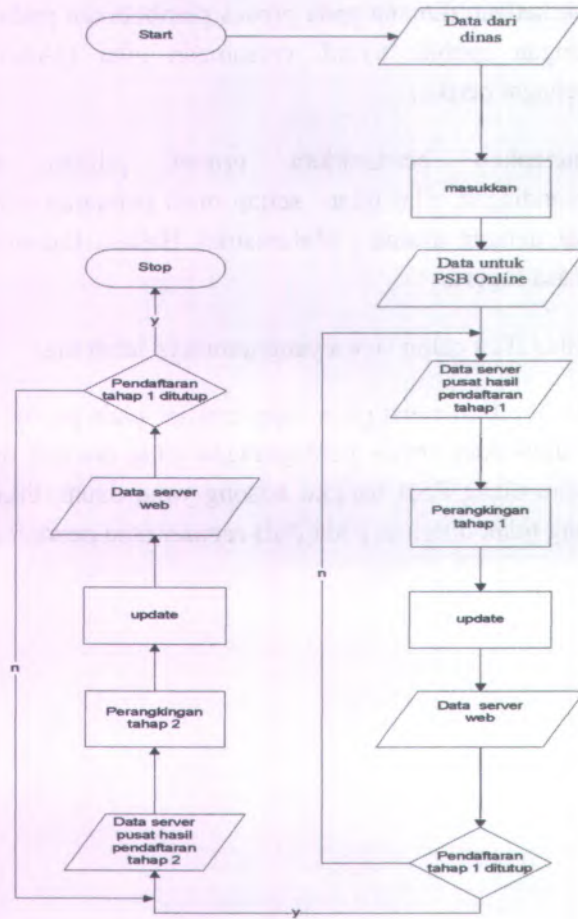 Start
Data dari
dinas
masukkan
Data untuk
PSB Online
Data server
pusat hasil
pendaftaran
tahap 1
Perangkingan
tahap 1
update
Data server
web
Pendaftaran
tahap 1 ditutup
n
y
Data server
pusat hasil
pendaftaran
tahap 2
Perangkingan
tahap 2
update
Data server
web
Pendaftaran
tahap 1 ditutup
n
y
Stop